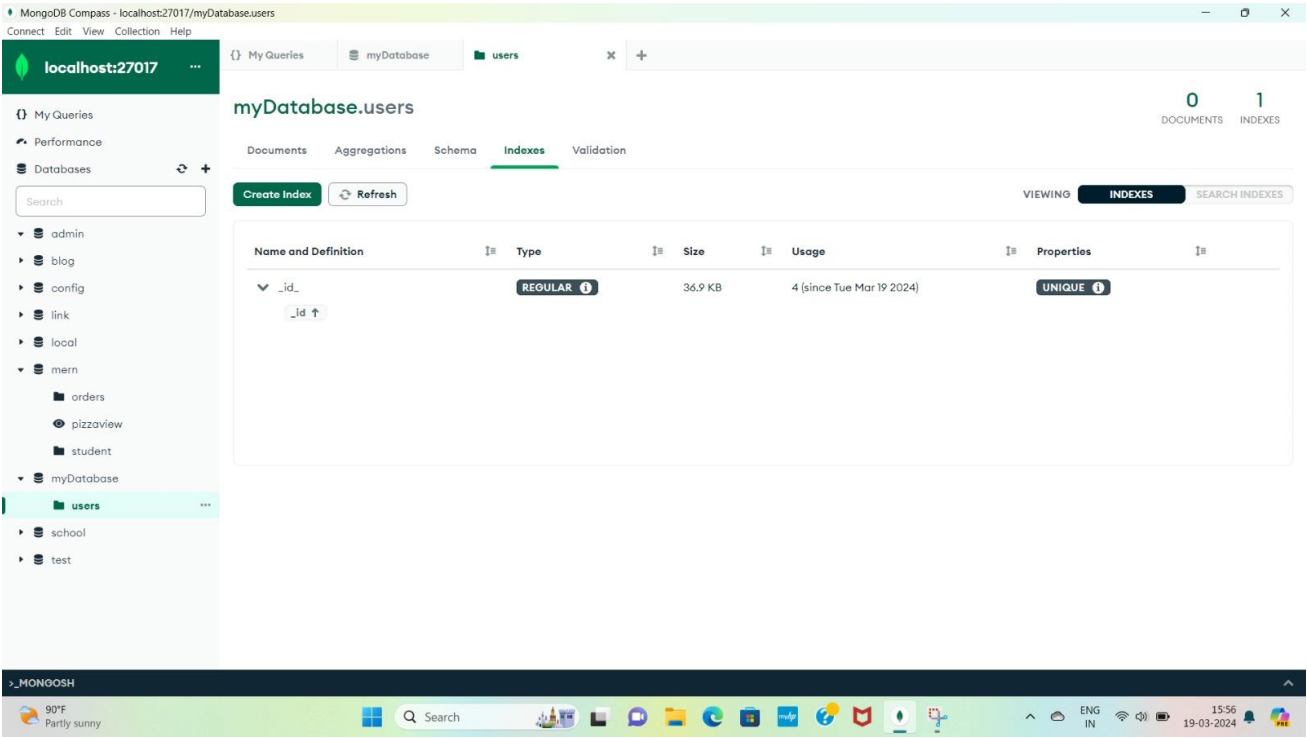 MongoDB Compass - localhost:27017/myDatabase.users
Connect Edit View Collection Help
localhost:27017 ...
{} My Queries
Performance
Databases
Search
admin
blog
config
link
local
mern
orders
pizzaview
student
myDatabase
users ...
school
test
{} My Queries
myDatabase
users
myDatabase.users
0 1
DOCUMENTS INDEXES
Documents Aggregations Schema Indexes Validation
Create Index Refresh
VIEWING INDEXES SEARCH INDEXES
Name and Definition Type Size Usage Properties
_id_ REGULAR 36.9 KB 4 (since Tue Mar 19 2024) UNIQUE
_id ↑
>_MONGOSH
90°F
Partly sunny
Search
ENG
IN
15:56
19-03-2024
PRE